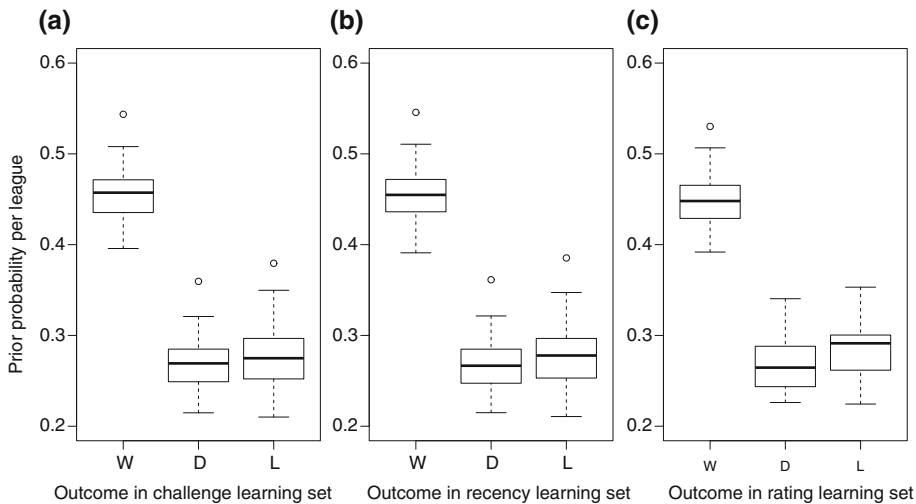 (a) (b) (c)
Prior probability per league
0.6 0.6 0.6
0.5 0.5 0.5
0.4 0.4 0.4
0.3 0.3 0.3
0.2 0.2 0.2
W D L W D L W D L
Outcome in challenge learning set Outcome in recency learning set Outcome in rating learning set